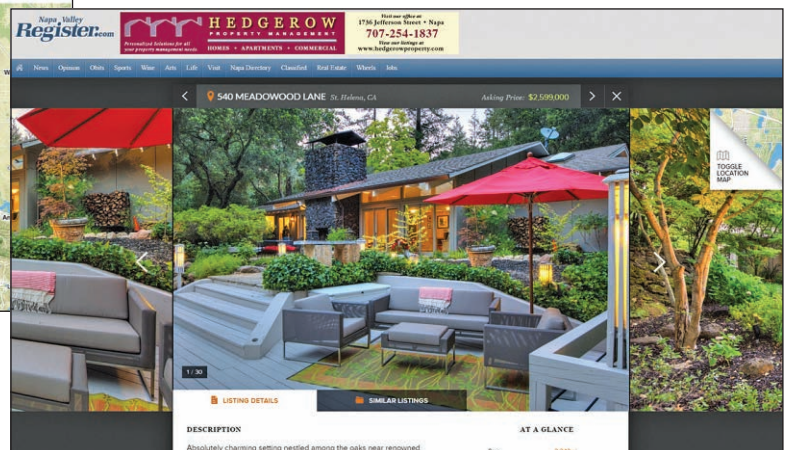 Napa Valley
Register.com
Personalized Solutions for all
your property management needs.
HEDGEROW
PROPERTY MANAGEMENT
HOMES • APARTMENTS • COMMERCIAL
Visit our office at
1736 Jefferson Street • Napa
707-254-1837
View our listings at
www.hedgerowproperty.com
News Opinion Obits Sports Wine Arts Life Visit Napa Directory Classified Real Estate Wheels Jobs
540 MEADOWOOD LANE St. Helena, CA Asking Price: $2,599,000
TOGGLE
LOCATION
MAP
1 / 30
LISTING DETAILS SIMILAR LISTINGS
DESCRIPTION AT A GLANCE
Absolutely charming setting nestled among the oaks near renowned